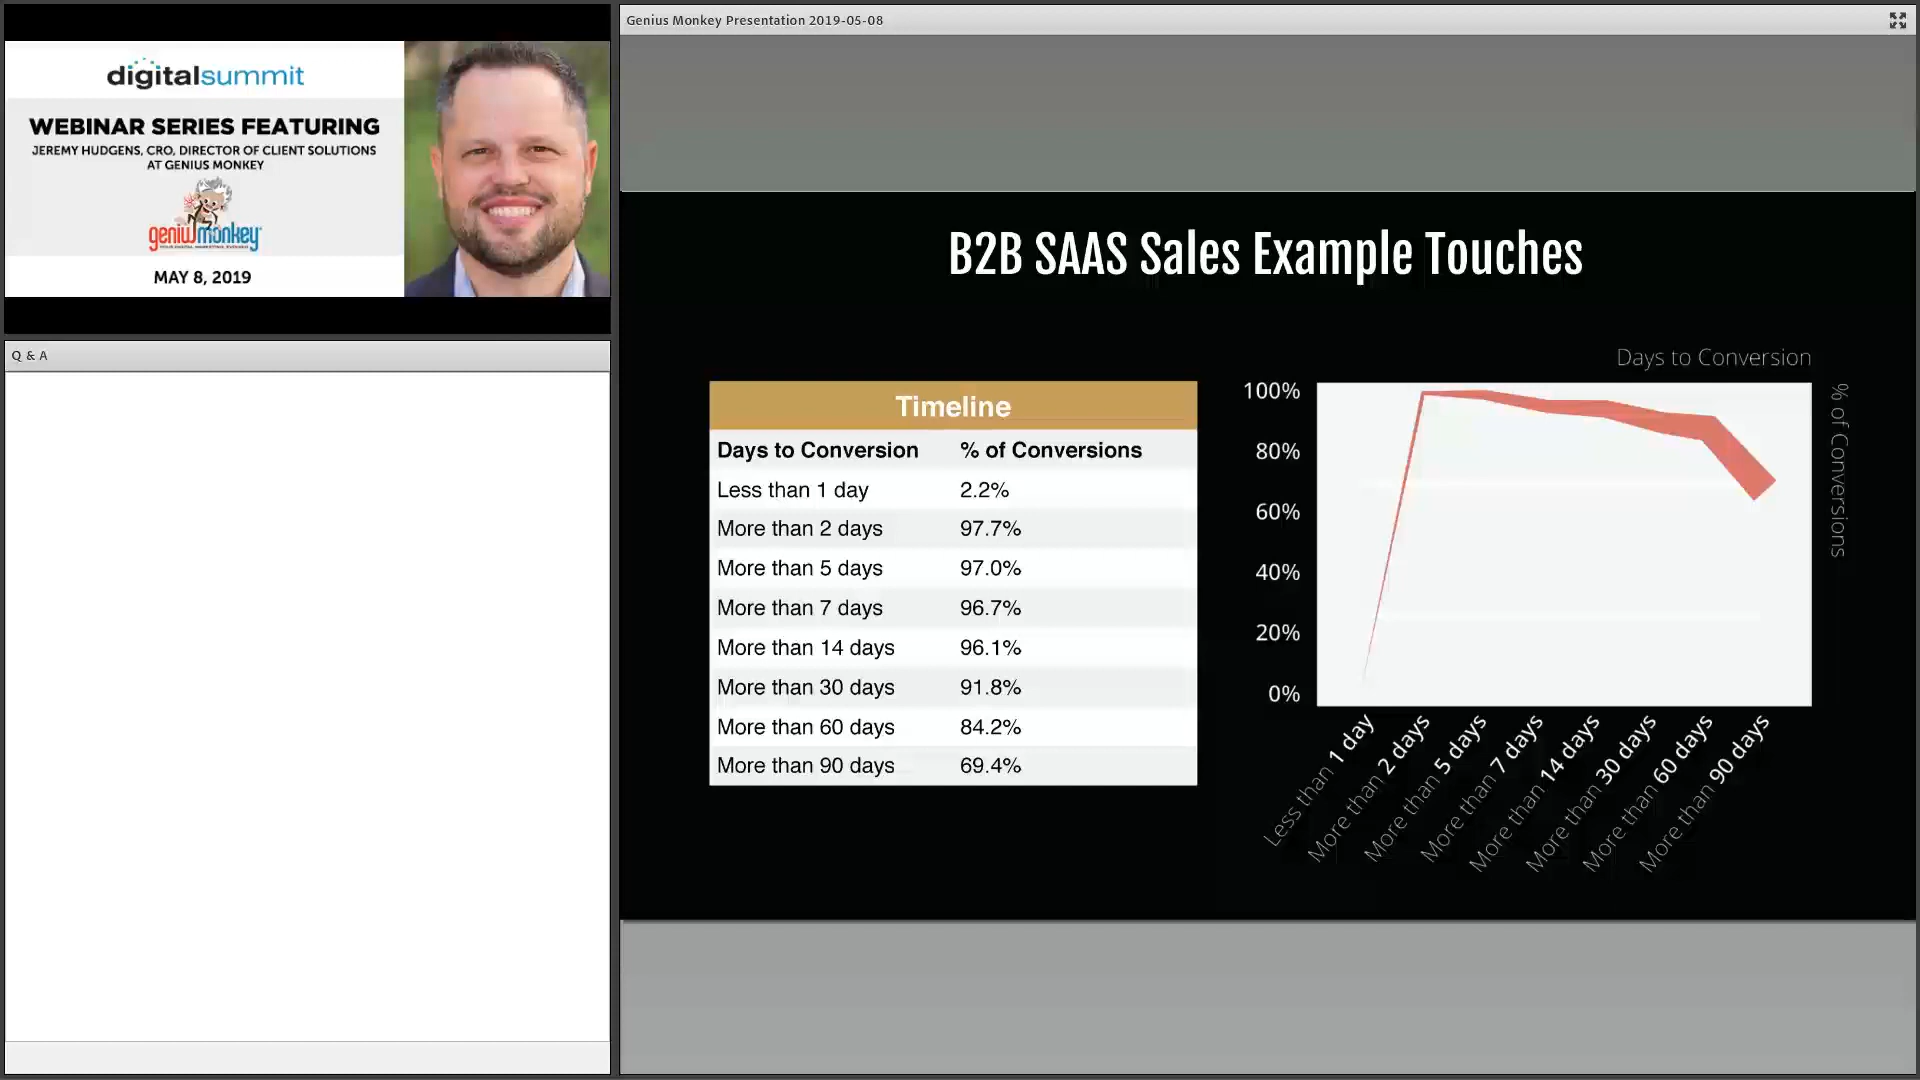 Genius Monkey Presentation 2019-05-08
digitalsummit
WEBINAR SERIES FEATURING
JEREMY HUDGENS, CRO, DIRECTOR OF CLIENT SOLUTIONS
AT GENIUS MONKEY
geniusmonkey
MAY 8, 2019
Q & A
B2B SAAS Sales Example Touches
Timeline
Days to Conversion % of Conversions
Less than 1 day 2.2%
More than 2 days 97.7%
More than 5 days 97.0%
More than 7 days 96.7%
More than 14 days 96.1%
More than 30 days 91.8%
More than 60 days 84.2%
More than 90 days 69.4%
Days to Conversion
% of Conversions
100%
80%
60%
40%
20%
0%
Less than 1 day
More than 2 days
More than 5 days
More than 7 days
More than 14 days
More than 30 days
More than 60 days
More than 90 days